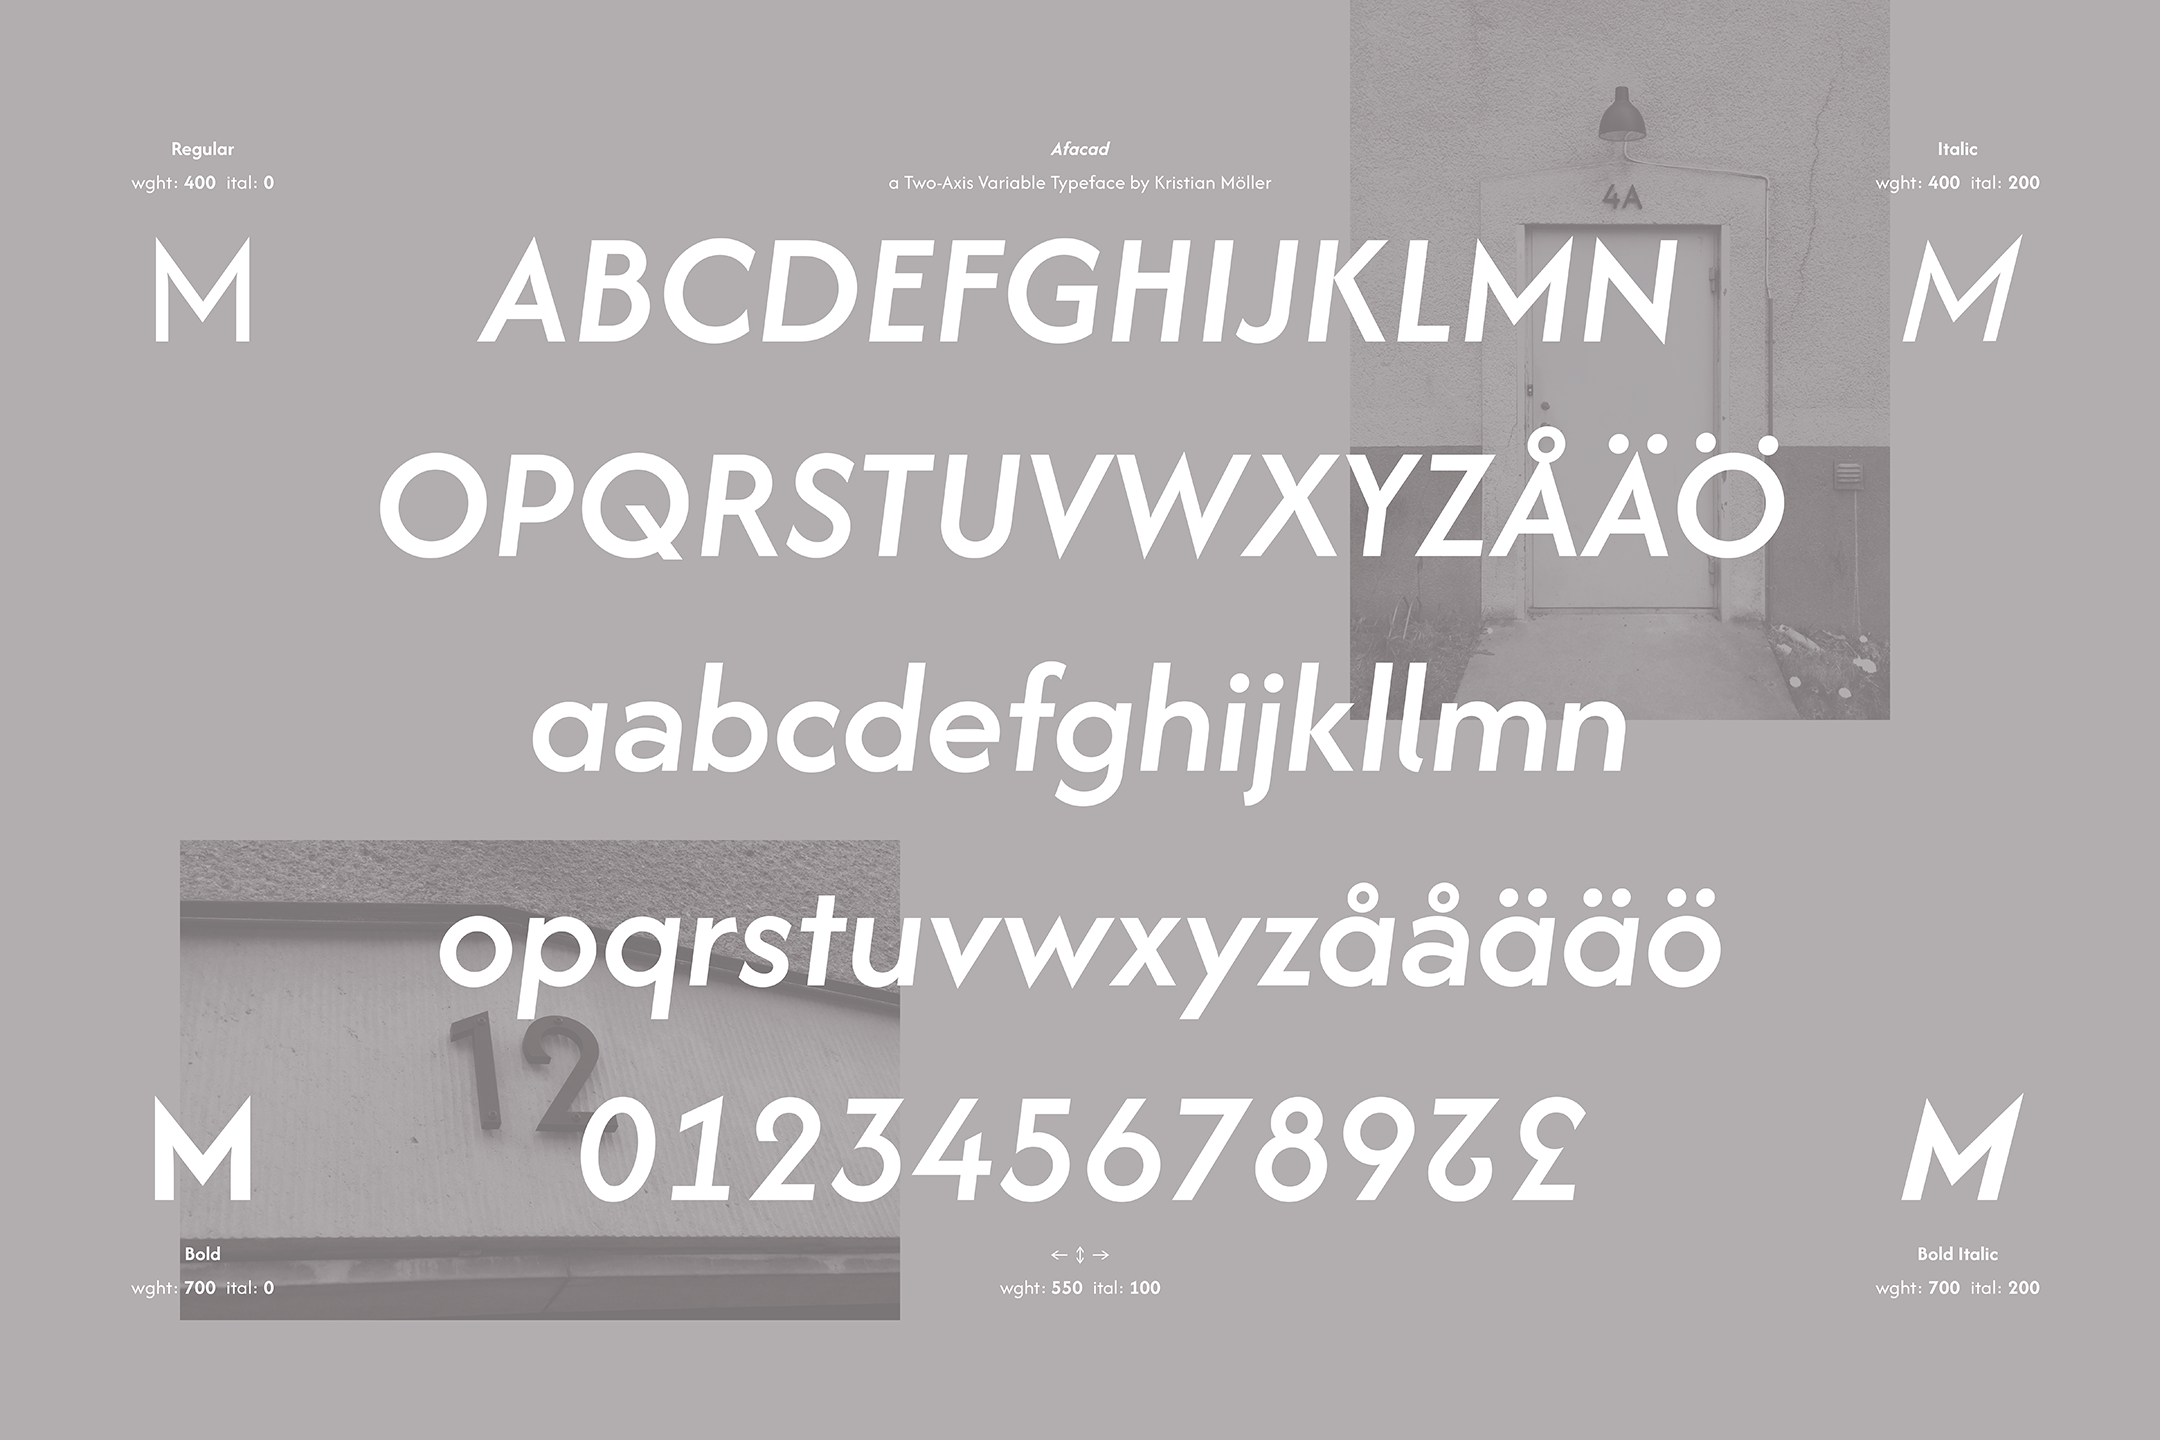 Regular
wght: 400 ital: 0
Afacad
a Two-Axis Variable Typeface by Kristian Möller
Italic
wght: 400 ital: 200
4A
M
ABCDEFGHIJKLMN
M
OPQRSTUVWXYZÅÄÖ
aabcdefghijkllmn
opqrstuvwxyzååääö
12
M
0123456789ᘔƐ
M
Bold
wght: 700 ital: 0
← ↕ →
wght: 550 ital: 100
Bold Italic
wght: 700 ital: 200